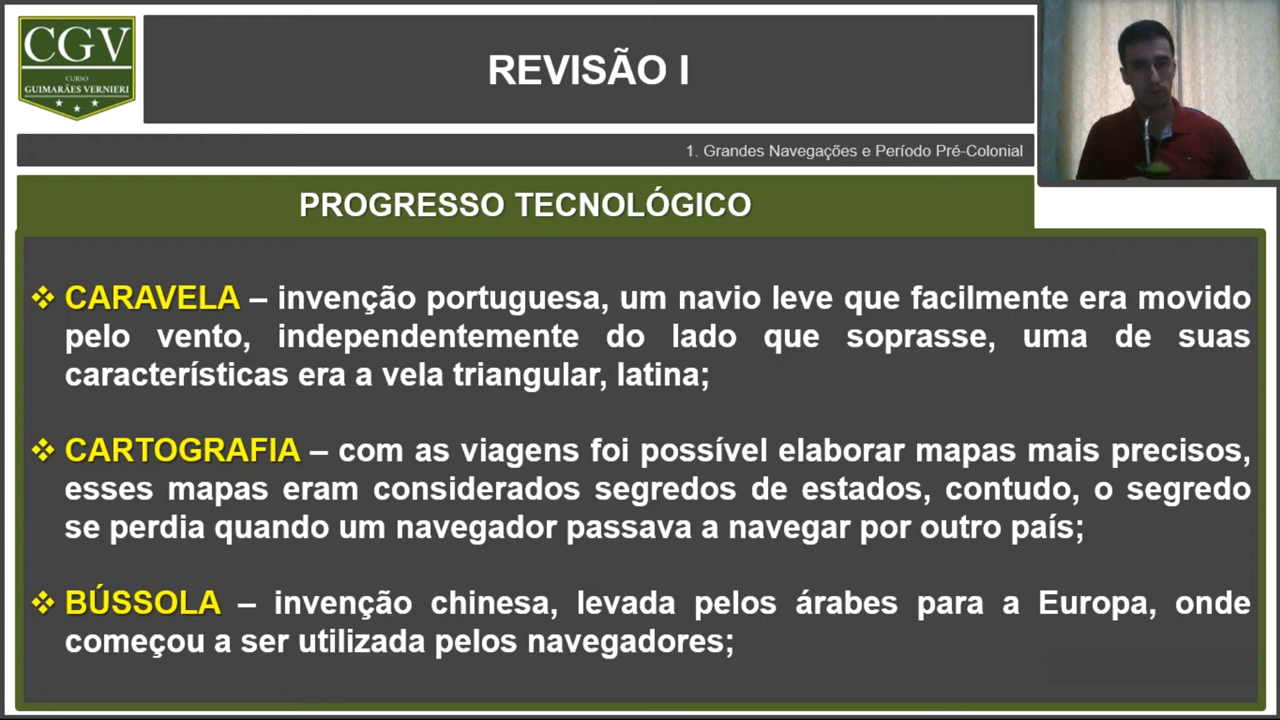 CGV
CURSO
GUIMARÃES VERNIERI
REVISÃO I
1. Grandes Navegações e Período Pré-Colonial
PROGRESSO TECNOLÓGICO
❖ CARAVELA – invenção portuguesa, um navio leve que facilmente era movido
pelo vento, independentemente do lado que soprasse, uma de suas
características era a vela triangular, latina;
❖ CARTOGRAFIA – com as viagens foi possível elaborar mapas mais precisos,
esses mapas eram considerados segredos de estados, contudo, o segredo
se perdia quando um navegador passava a navegar por outro país;
❖ BÚSSOLA – invenção chinesa, levada pelos árabes para a Europa, onde
começou a ser utilizada pelos navegadores;